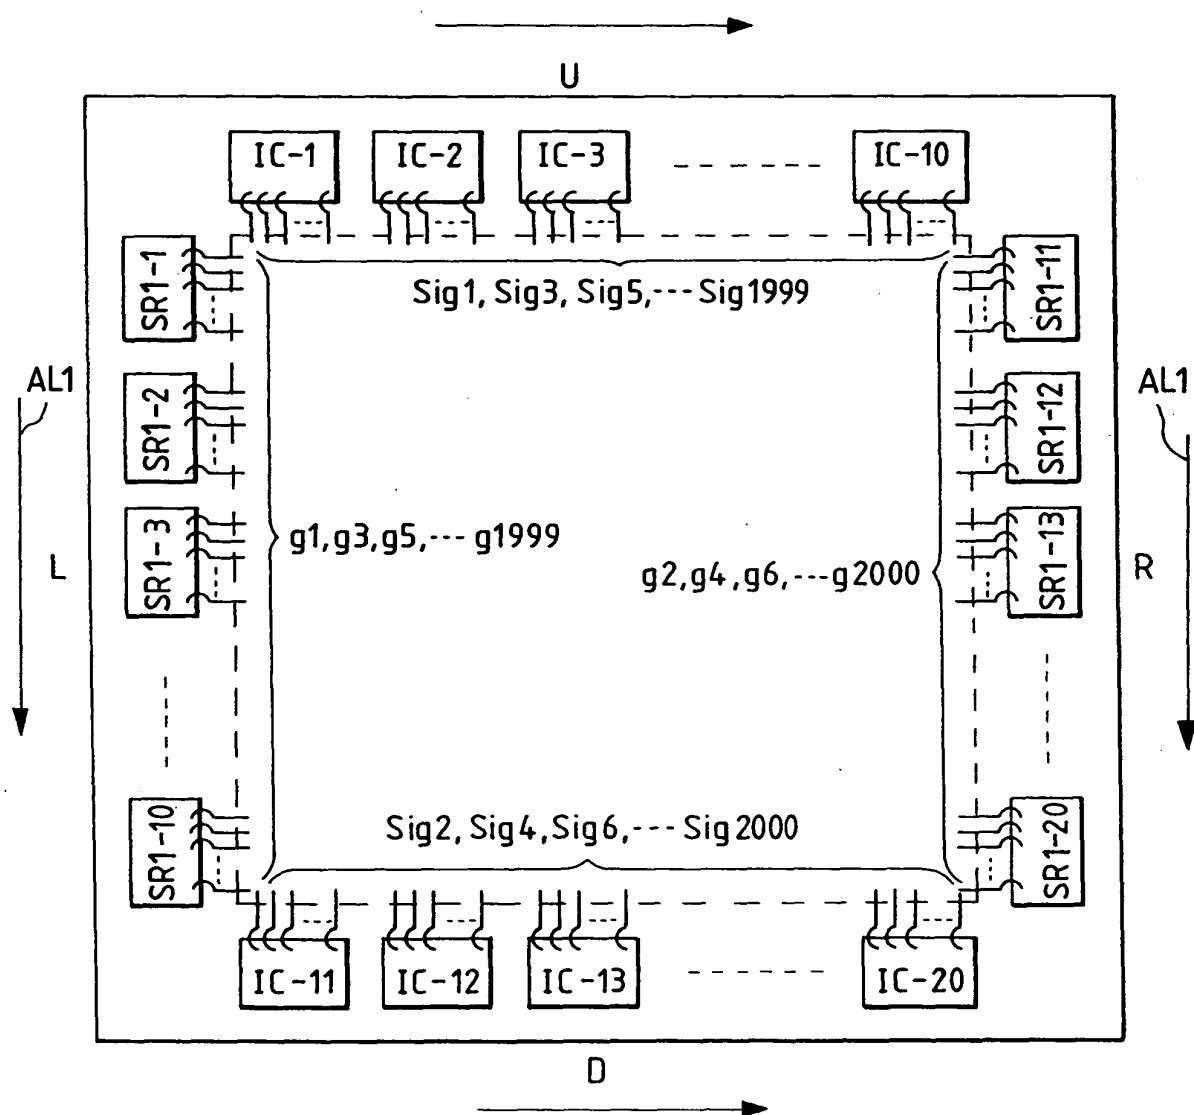 U
IC-1 IC-2 IC-3 IC-10
SR1-1
SR1-11
Sig1, Sig3, Sig5,--- Sig1999
AL1
AL1
SR1-2
SR1-12
SR1-3
SR1-13
g1,g3,g5,--- g1999
L
g2,g4,g6,---g2000
R
SR1-10
SR1-20
Sig2, Sig4, Sig6,--- Sig2000
IC-11 IC-12 IC-13 IC-20
D